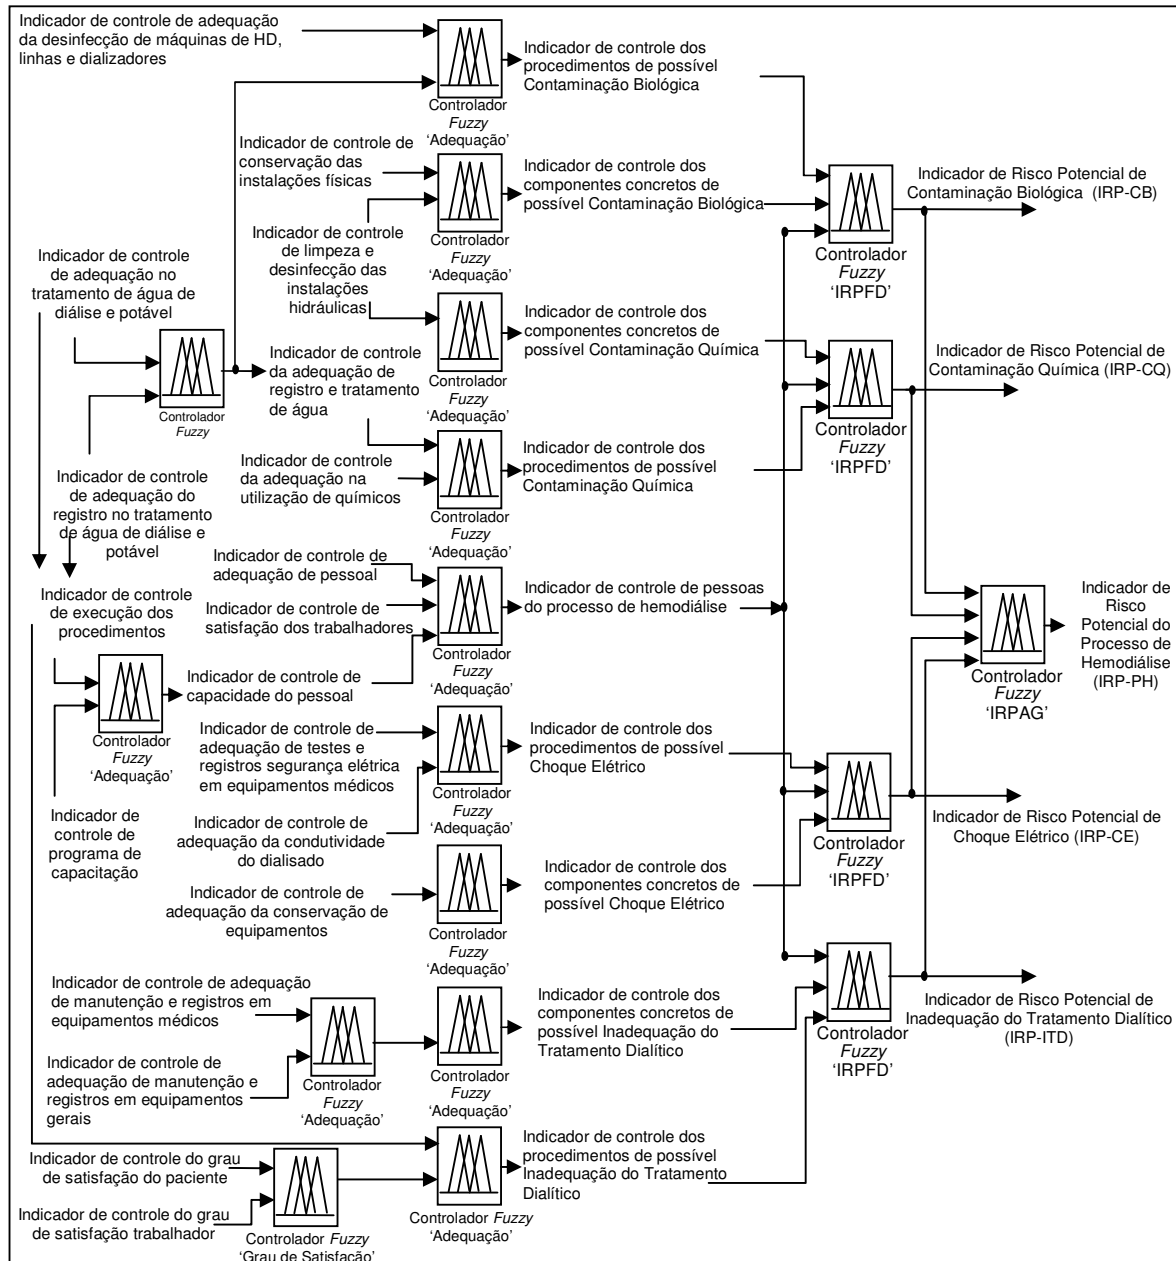 Indicador de controle de adequação
da desinfecção de máquinas de HD,
linhas e dializadores
Controlador
Fuzzy
'Adequação'
Indicador de controle dos
procedimentos de possível
Contaminação Biológica
Indicador de controle de
conservação das
instalações físicas
Controlador
Fuzzy
'Adequação'
Indicador de controle dos
componentes concretos de
possível Contaminação Biológica
Controlador
Fuzzy
'IRPFD'
Indicador de Risco Potencial de
Contaminação Biológica (IRP-CB)
Indicador de controle
de limpeza e
desinfecção das
instalações
hidráulicas
Indicador de controle
de adequação no
tratamento de água de
diálise e potável
Controlador
Fuzzy
Controlador
Fuzzy
'Adequação'
Indicador de controle dos
componentes concretos de
possível Contaminação Química
Controlador
Fuzzy
'IRPFD'
Indicador de Risco Potencial de
Contaminação Química (IRP-CQ)
Indicador de controle
da adequação de
registro e tratamento
de água
Indicador de controle
da adequação na
utilização de químicos
Controlador
Fuzzy
'Adequação'
Indicador de controle dos
procedimentos de possível
Contaminação Química
Indicador de controle
de adequação do
registro no tratamento
de água de diálise e
potável
Indicador de controle
de execução dos
procedimentos
Indicador de controle de
adequação de pessoal
Indicador de controle de
satisfação dos trabalhadores
Indicador de controle de
capacidade do pessoal
Controlador
Fuzzy
'Adequação'
Controlador
Fuzzy
'Adequação'
Indicador de controle de pessoas
do processo de hemodiálise
Controlador
Fuzzy
'IRPAG'
Indicador de
Risco
Potencial do
Processo de
Hemodiálise
(IRP-PH)
Indicador de
controle de
programa de
capacitação
Indicador de controle de
adequação de testes e
registros segurança elétrica
em equipamentos médicos
Indicador de controle de
adequação da condutividade
do dialisado
Controlador
Fuzzy
'Adequação'
Indicador de controle dos
procedimentos de possível
Choque Elétrico
Controlador
Fuzzy
'IRPFD'
Indicador de Risco Potencial de
Choque Elétrico (IRP-CE)
Indicador de controle de
adequação da conservação de
equipamentos
Controlador
Fuzzy
'Adequação'
Indicador de controle dos
componentes concretos de
possível Choque Elétrico
Indicador de controle de adequação
de manutenção e registros em
equipamentos médicos
Indicador de controle de
adequação de manutenção e
registros em equipamentos
gerais
Controlador
Fuzzy
'Adequação'
Controlador
Fuzzy
'Adequação'
Indicador de controle dos
componentes concretos de
possível Inadequação do
Tratamento Dialítico
Controlador
Fuzzy
'IRPFD'
Indicador de Risco Potencial de
Inadequação do Tratamento Dialítico
(IRP-ITD)
Indicador de controle do grau
de satisfação do paciente
Indicador de controle do grau
de satisfação trabalhador
Controlador Fuzzy
'Grau de Satisfação'
Controlador Fuzzy
'Adequação'
Indicador de controle dos
procedimentos de possível
Inadequação do Tratamento
Dialítico